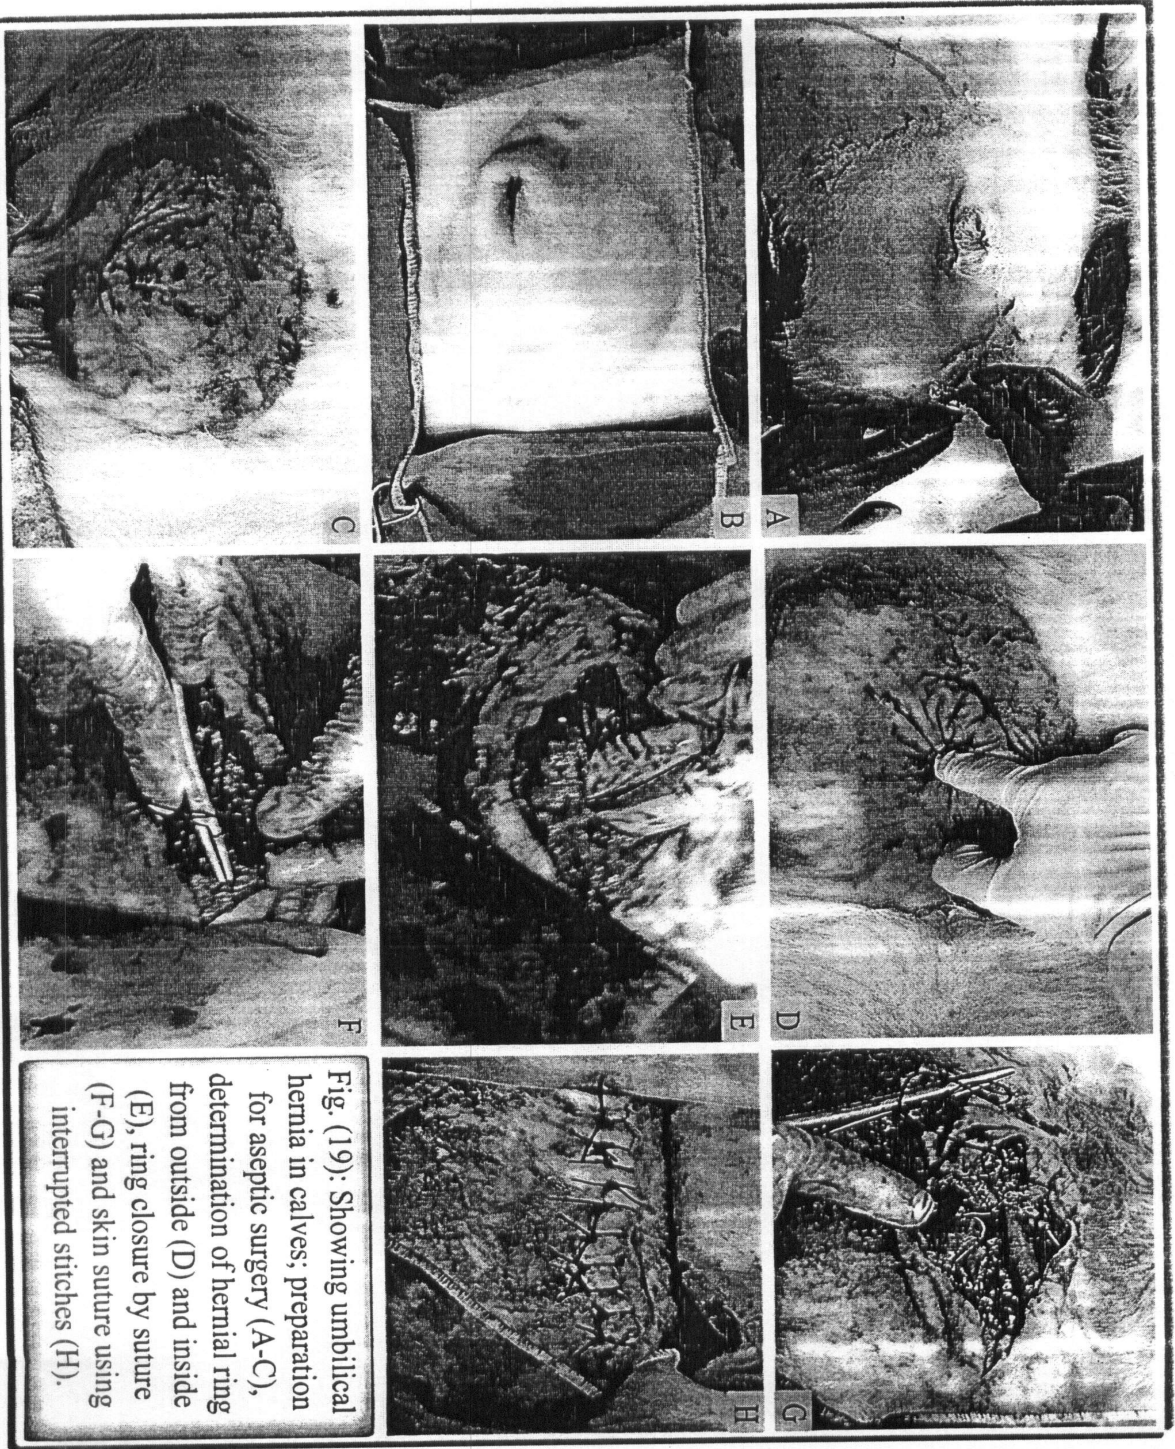 A
B
C
D
E
F
G
H
Fig. (19): Showing umbilical
hernia in calves; preparation
for aseptic surgery (A-C),
determination of hernial ring
from outside (D) and inside
(E), ring closure by suture
(F-G) and skin suture using
interrupted stitches (H).